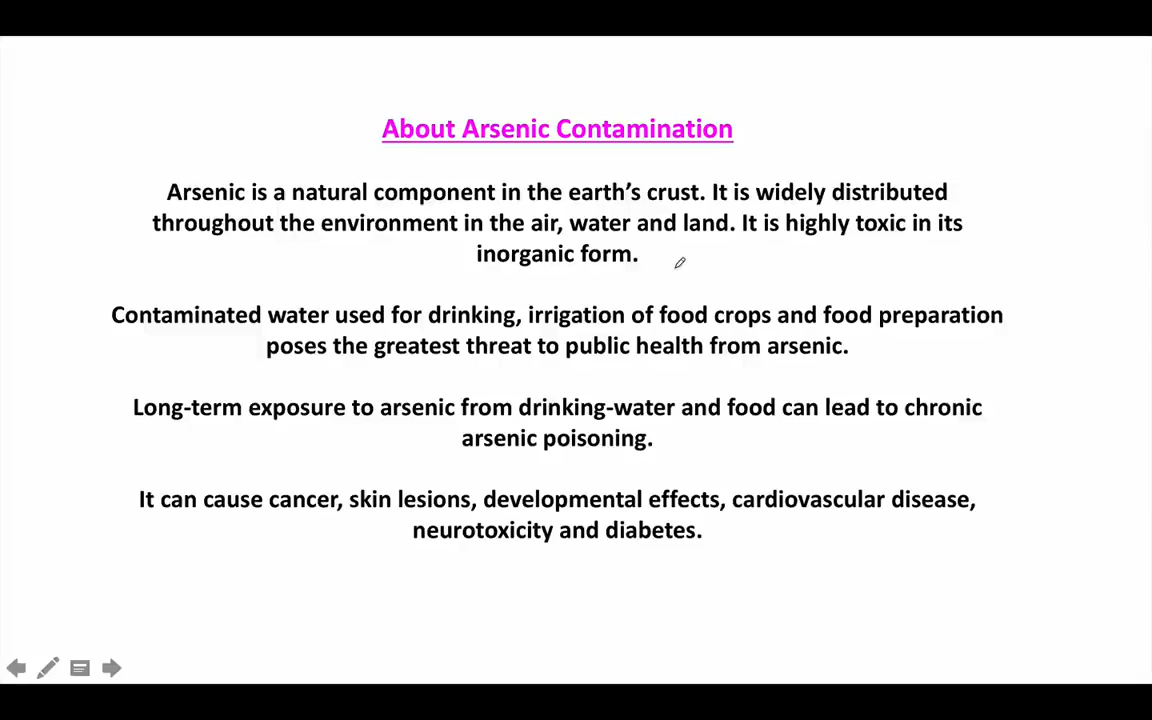 About Arsenic Contamination
Arsenic is a natural component in the earth’s crust. It is widely distributed
throughout the environment in the air, water and land. It is highly toxic in its
inorganic form.
Contaminated water used for drinking, irrigation of food crops and food preparation
poses the greatest threat to public health from arsenic.
Long-term exposure to arsenic from drinking-water and food can lead to chronic
arsenic poisoning.
It can cause cancer, skin lesions, developmental effects, cardiovascular disease,
neurotoxicity and diabetes.